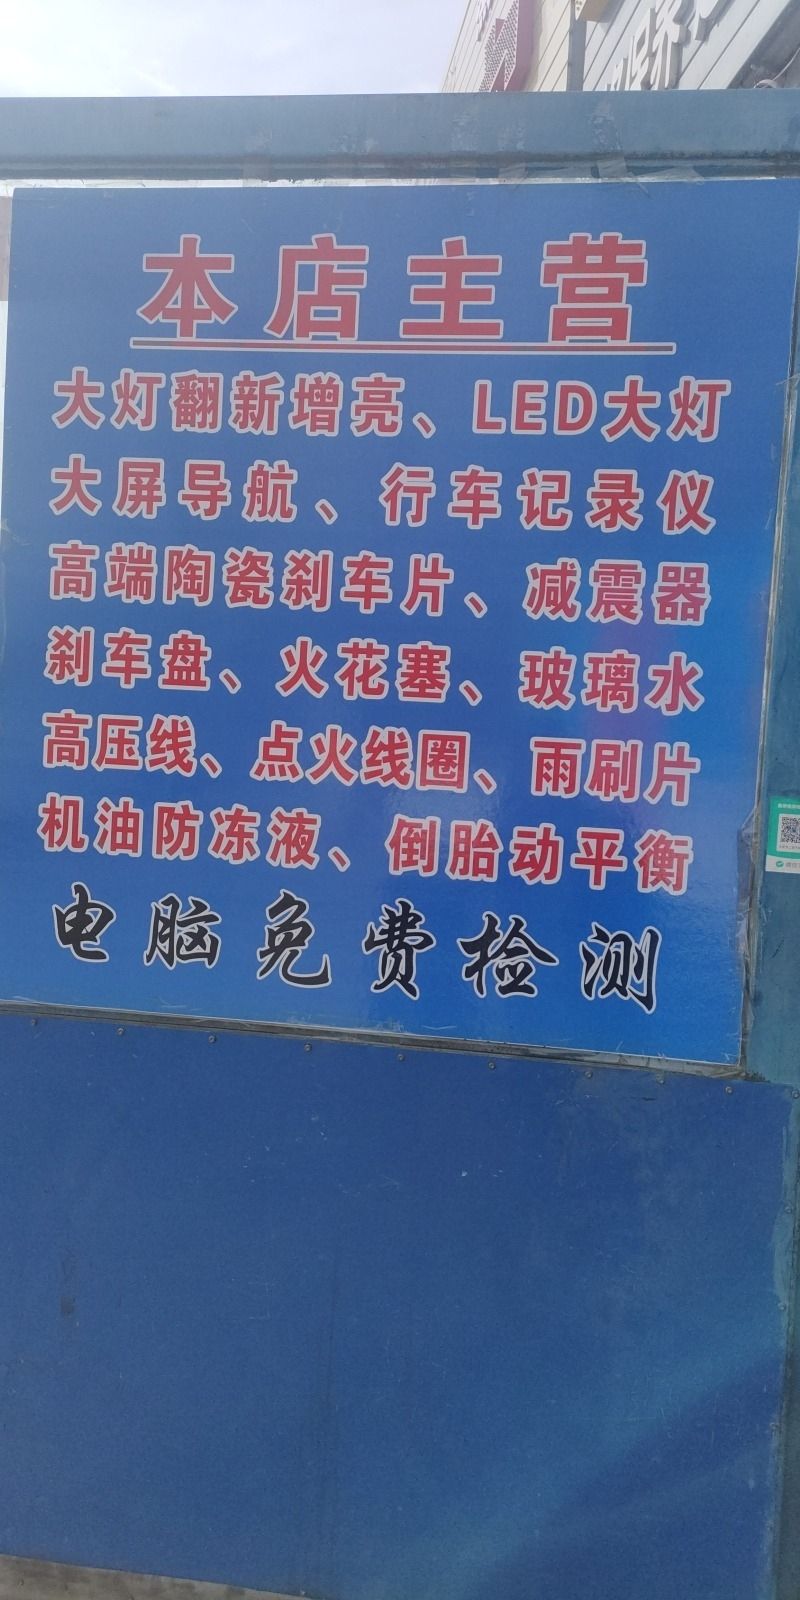 本店主营
大灯翻新增亮、LED大灯
大屏导航、行车记录仪
高端陶瓷刹车片、减震器
刹车盘、火花塞、玻璃水
高压线、点火线圈、雨刷片
机油防冻液、倒胎动平衡
电脑免费检测